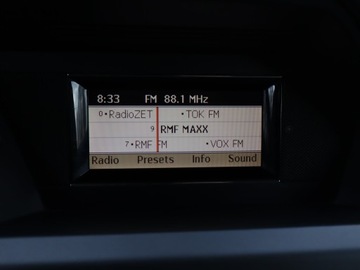 8:33 FM 88.1 MHz
0•RadioZET •TOK FM
9 RMF MAXX
7•RMF FM •VOX FM
Radio Presets Info Sound